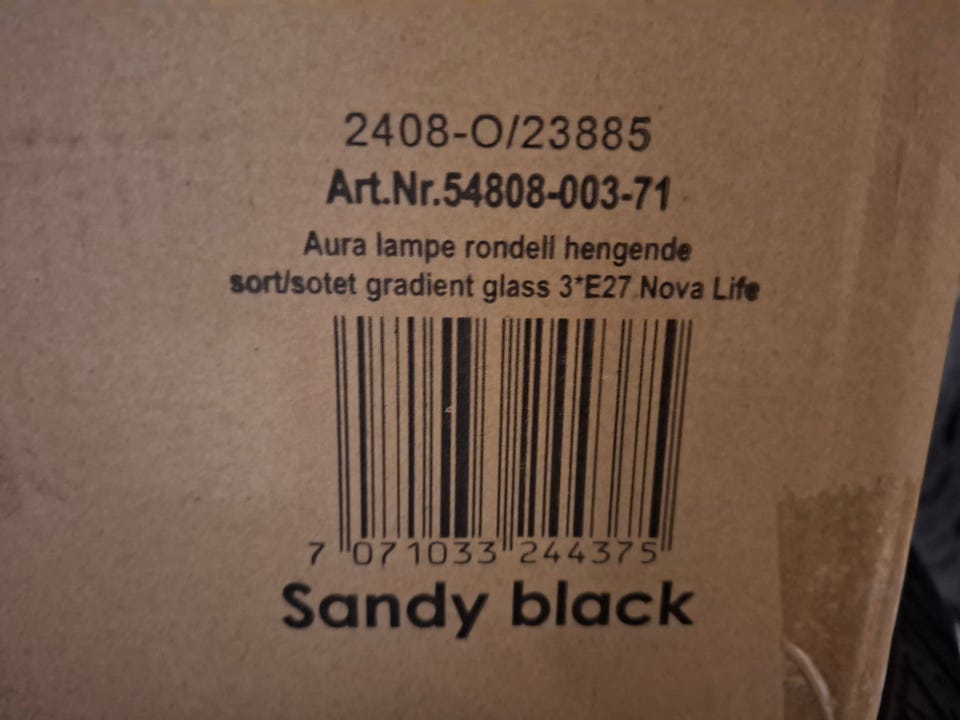 2408-O/23885
Art.Nr.54808-003-71
Aura lampe rondell hengende
sort/sotet gradient glass 3*E27 Nova Life
7 071033 244375
Sandy black